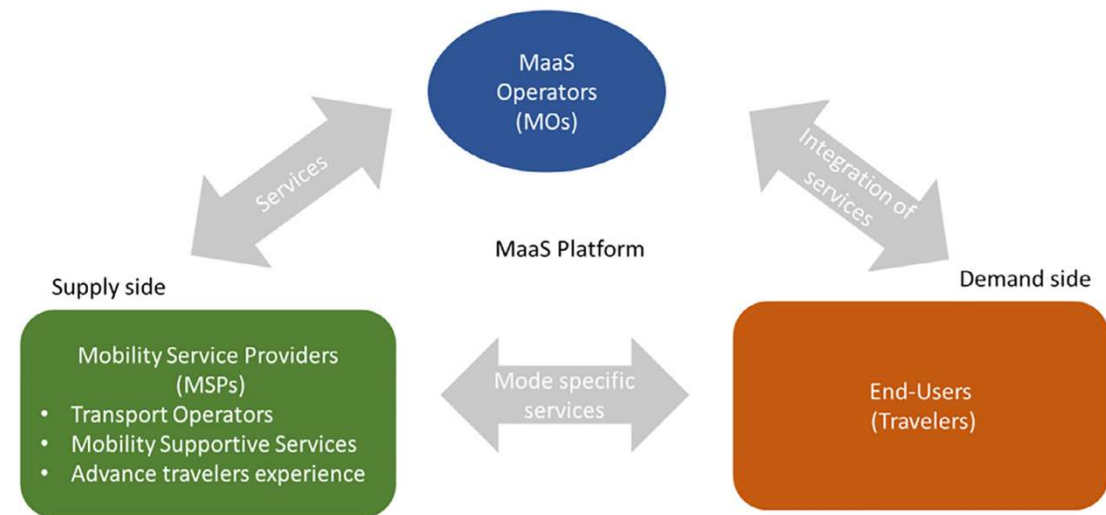 MaaS
Operators
(MOs)
Services
Integration of
services
MaaS Platform
Supply side
Demand side
Mobility Service Providers
(MSPs)
• Transport Operators
• Mobility Supportive Services
• Advance travelers experience
Mode specific
services
End-Users
(Travelers)